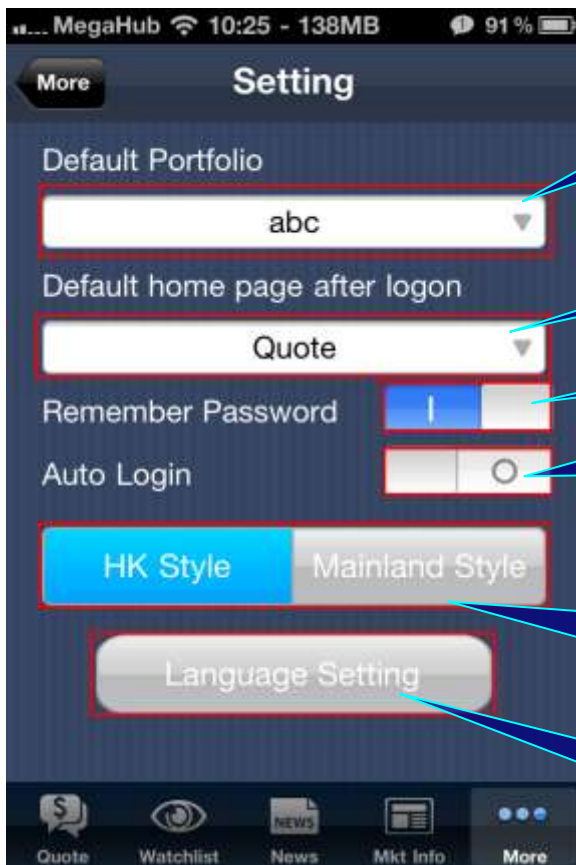 MegaHub 10:25 - 138MB 91%
More Setting
Default Portfolio
abc
Default home page after logon
Quote
Remember Password
Auto Login
HK Style Mainland Style
Language Setting
NEWS
Quote Watchlist News Mkt Info More